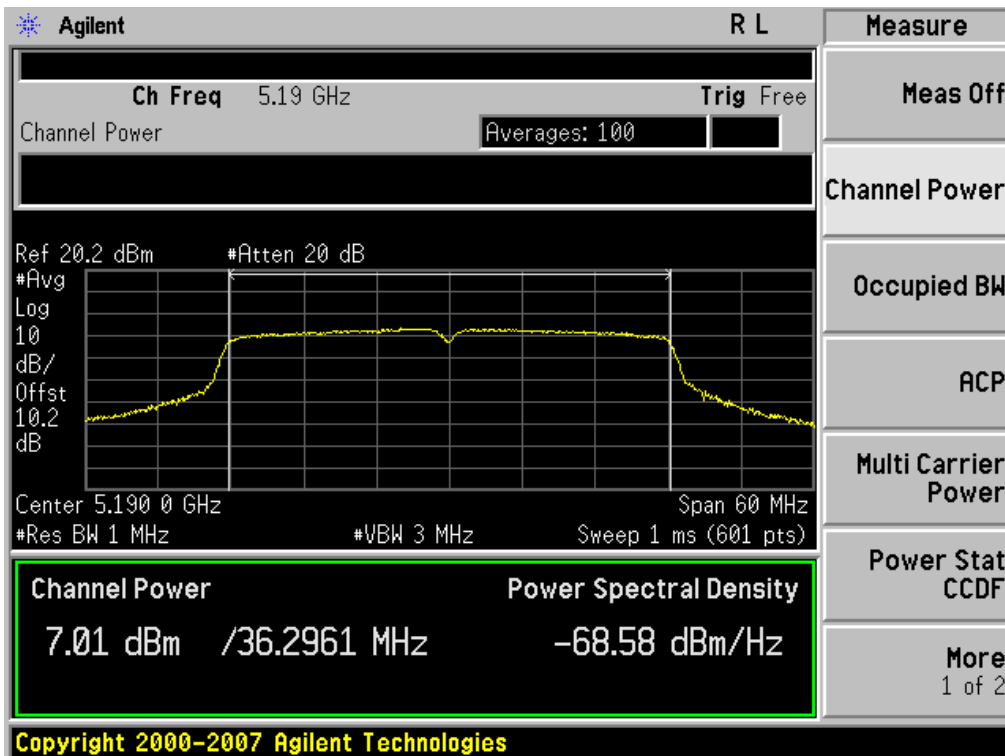 Agilent R L
Ch Freq 5.19 GHz Trig Free
Channel Power Averages: 100
Ref 20.2 dBm #Atten 20 dB
#Avg
Log
10
dB/
Offst
10.2
dB
Center 5.190 0 GHz Span 60 MHz
#Res BW 1 MHz #VBW 3 MHz Sweep 1 ms (601 pts)
Channel Power Power Spectral Density
7.01 dBm /36.2961 MHz -68.58 dBm/Hz
Measure
Meas Off
Channel Power
Occupied BW
ACP
Multi Carrier
Power
Power Stat
CCDF
More
1 of 2
Copyright 2000-2007 Agilent Technologies